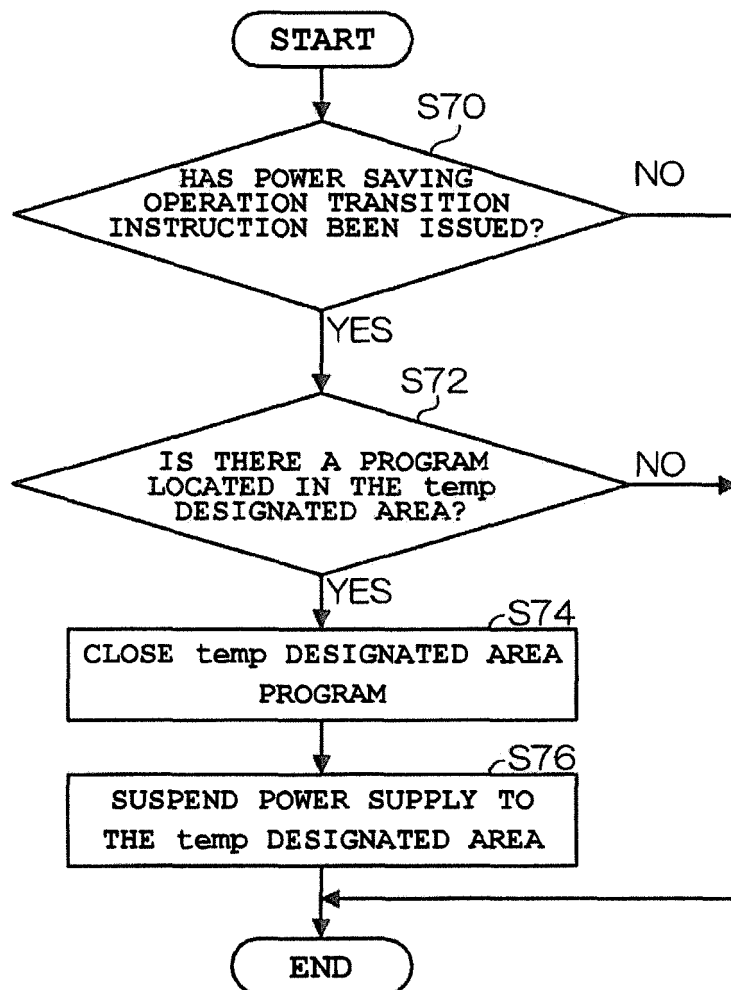 START
S70
HAS POWER SAVING
OPERATION TRANSITION
INSTRUCTION BEEN ISSUED?
NO
YES
S72
IS THERE A PROGRAM
LOCATED IN THE temp
DESIGNATED AREA?
NO
YES
S74
CLOSE temp DESIGNATED AREA
PROGRAM
S76
SUSPEND POWER SUPPLY TO
THE temp DESIGNATED AREA
END